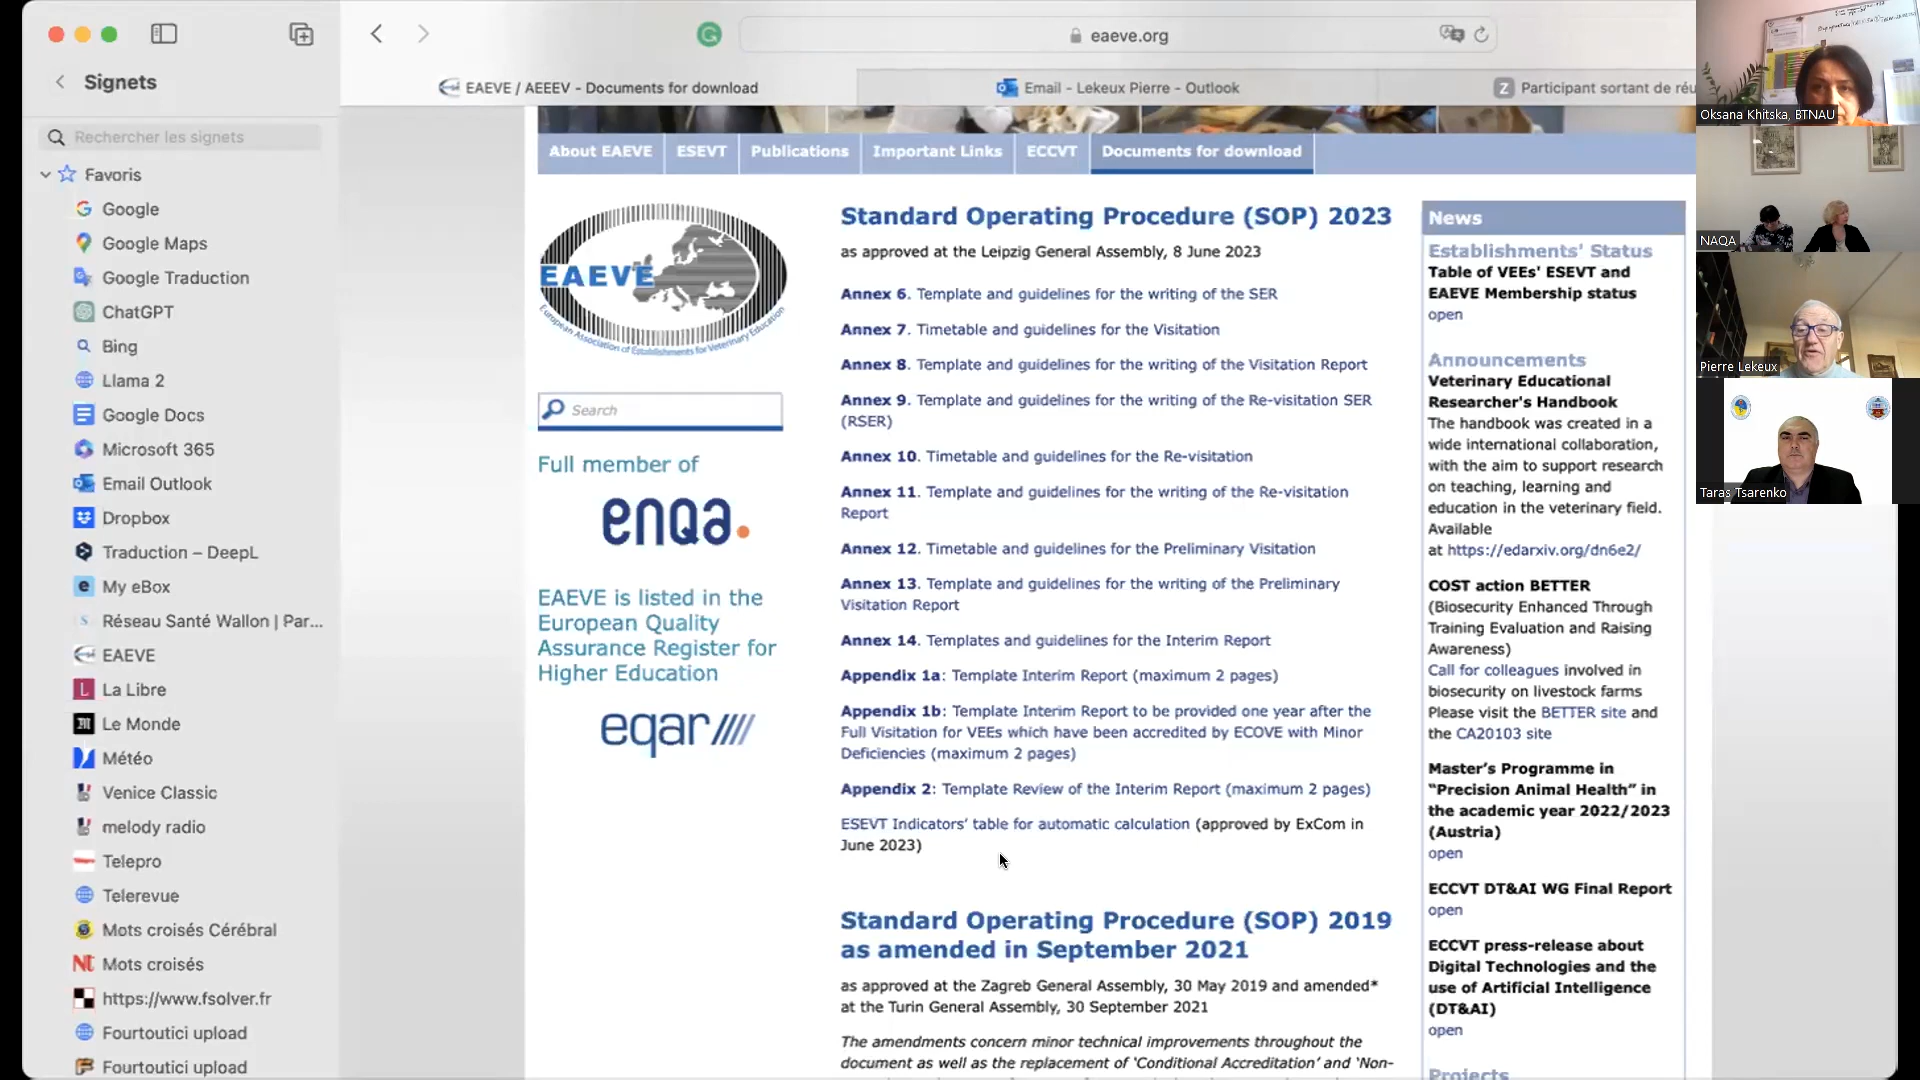 Signets
Rechercher les signets
Favoris
Google
Google Maps
Google Traduction
ChatGPT
Bing
Llama 2
Google Docs
Microsoft 365
Email Outlook
Dropbox
Traduction – DeepL
My eBox
Réseau Santé Wallon | Par...
EAEVE
La Libre
Le Monde
Météo
Venice Classic
melody radio
Telepro
Telerevue
Mots croisés Cérébral
Mots croisés
https://www.fsolver.fr
Fourtoutici upload
Fourtoutici upload
eaeve.org
EAEVE / AEEEV - Documents for download
Email - Lekeux Pierre - Outlook
Participant sortant de réu
About EAEVE
ESEVT
Publications
Important Links
ECCVT
Documents for download
EAEVE
European Association of Establishments for Veterinary Education
Search
Full member of
enqa.
EAEVE is listed in the
European Quality
Assurance Register for
Higher Education
eqar////
Standard Operating Procedure (SOP) 2023
as approved at the Leipzig General Assembly, 8 June 2023
Annex 6. Template and guidelines for the writing of the SER
Annex 7. Timetable and guidelines for the Visitation
Annex 8. Template and guidelines for the writing of the Visitation Report
Annex 9. Template and guidelines for the writing of the Re-visitation SER
(RSER)
Annex 10. Timetable and guidelines for the Re-visitation
Annex 11. Template and guidelines for the writing of the Re-visitation
Report
Annex 12. Timetable and guidelines for the Preliminary Visitation
Annex 13. Template and guidelines for the writing of the Preliminary
Visitation Report
Annex 14. Templates and guidelines for the Interim Report
Appendix 1a: Template Interim Report (maximum 2 pages)
Appendix 1b: Template Interim Report to be provided one year after the
Full Visitation for VEEs which have been accredited by ECOVE with Minor
Deficiencies (maximum 2 pages)
Appendix 2: Template Review of the Interim Report (maximum 2 pages)
ESEVT Indicators' table for automatic calculation (approved by ExCom in
June 2023)
Standard Operating Procedure (SOP) 2019
as amended in September 2021
as approved at the Zagreb General Assembly, 30 May 2019 and amended*
at the Turin General Assembly, 30 September 2021
The amendments concern minor technical improvements throughout the
document as well as the replacement of 'Conditional Accreditation' and 'Non-
News
Establishments' Status
Table of VEEs' ESEVT and
EAEVE Membership status
open
Announcements
Veterinary Educational
Researcher's Handbook
The handbook was created in a
wide international collaboration,
with the aim to support research
on teaching, learning and
education in the veterinary field.
Available
at https://edarxiv.org/dn6e2/
COST action BETTER
(Biosecurity Enhanced Through
Training Evaluation and Raising
Awareness)
Call for colleagues involved in
biosecurity on livestock farms
Please visit the BETTER site and
the CA20103 site
Master's Programme in
“Precision Animal Health” in
the academic year 2022/2023
(Austria)
open
ECCVT DT&AI WG Final Report
open
ECCVT press-release about
Digital Technologies and the
use of Artificial Intelligence
(DT&AI)
open
Projects
Oksana Khitska, BTNAU
NAQA
Pierre Lekeux
Taras Tsarenko